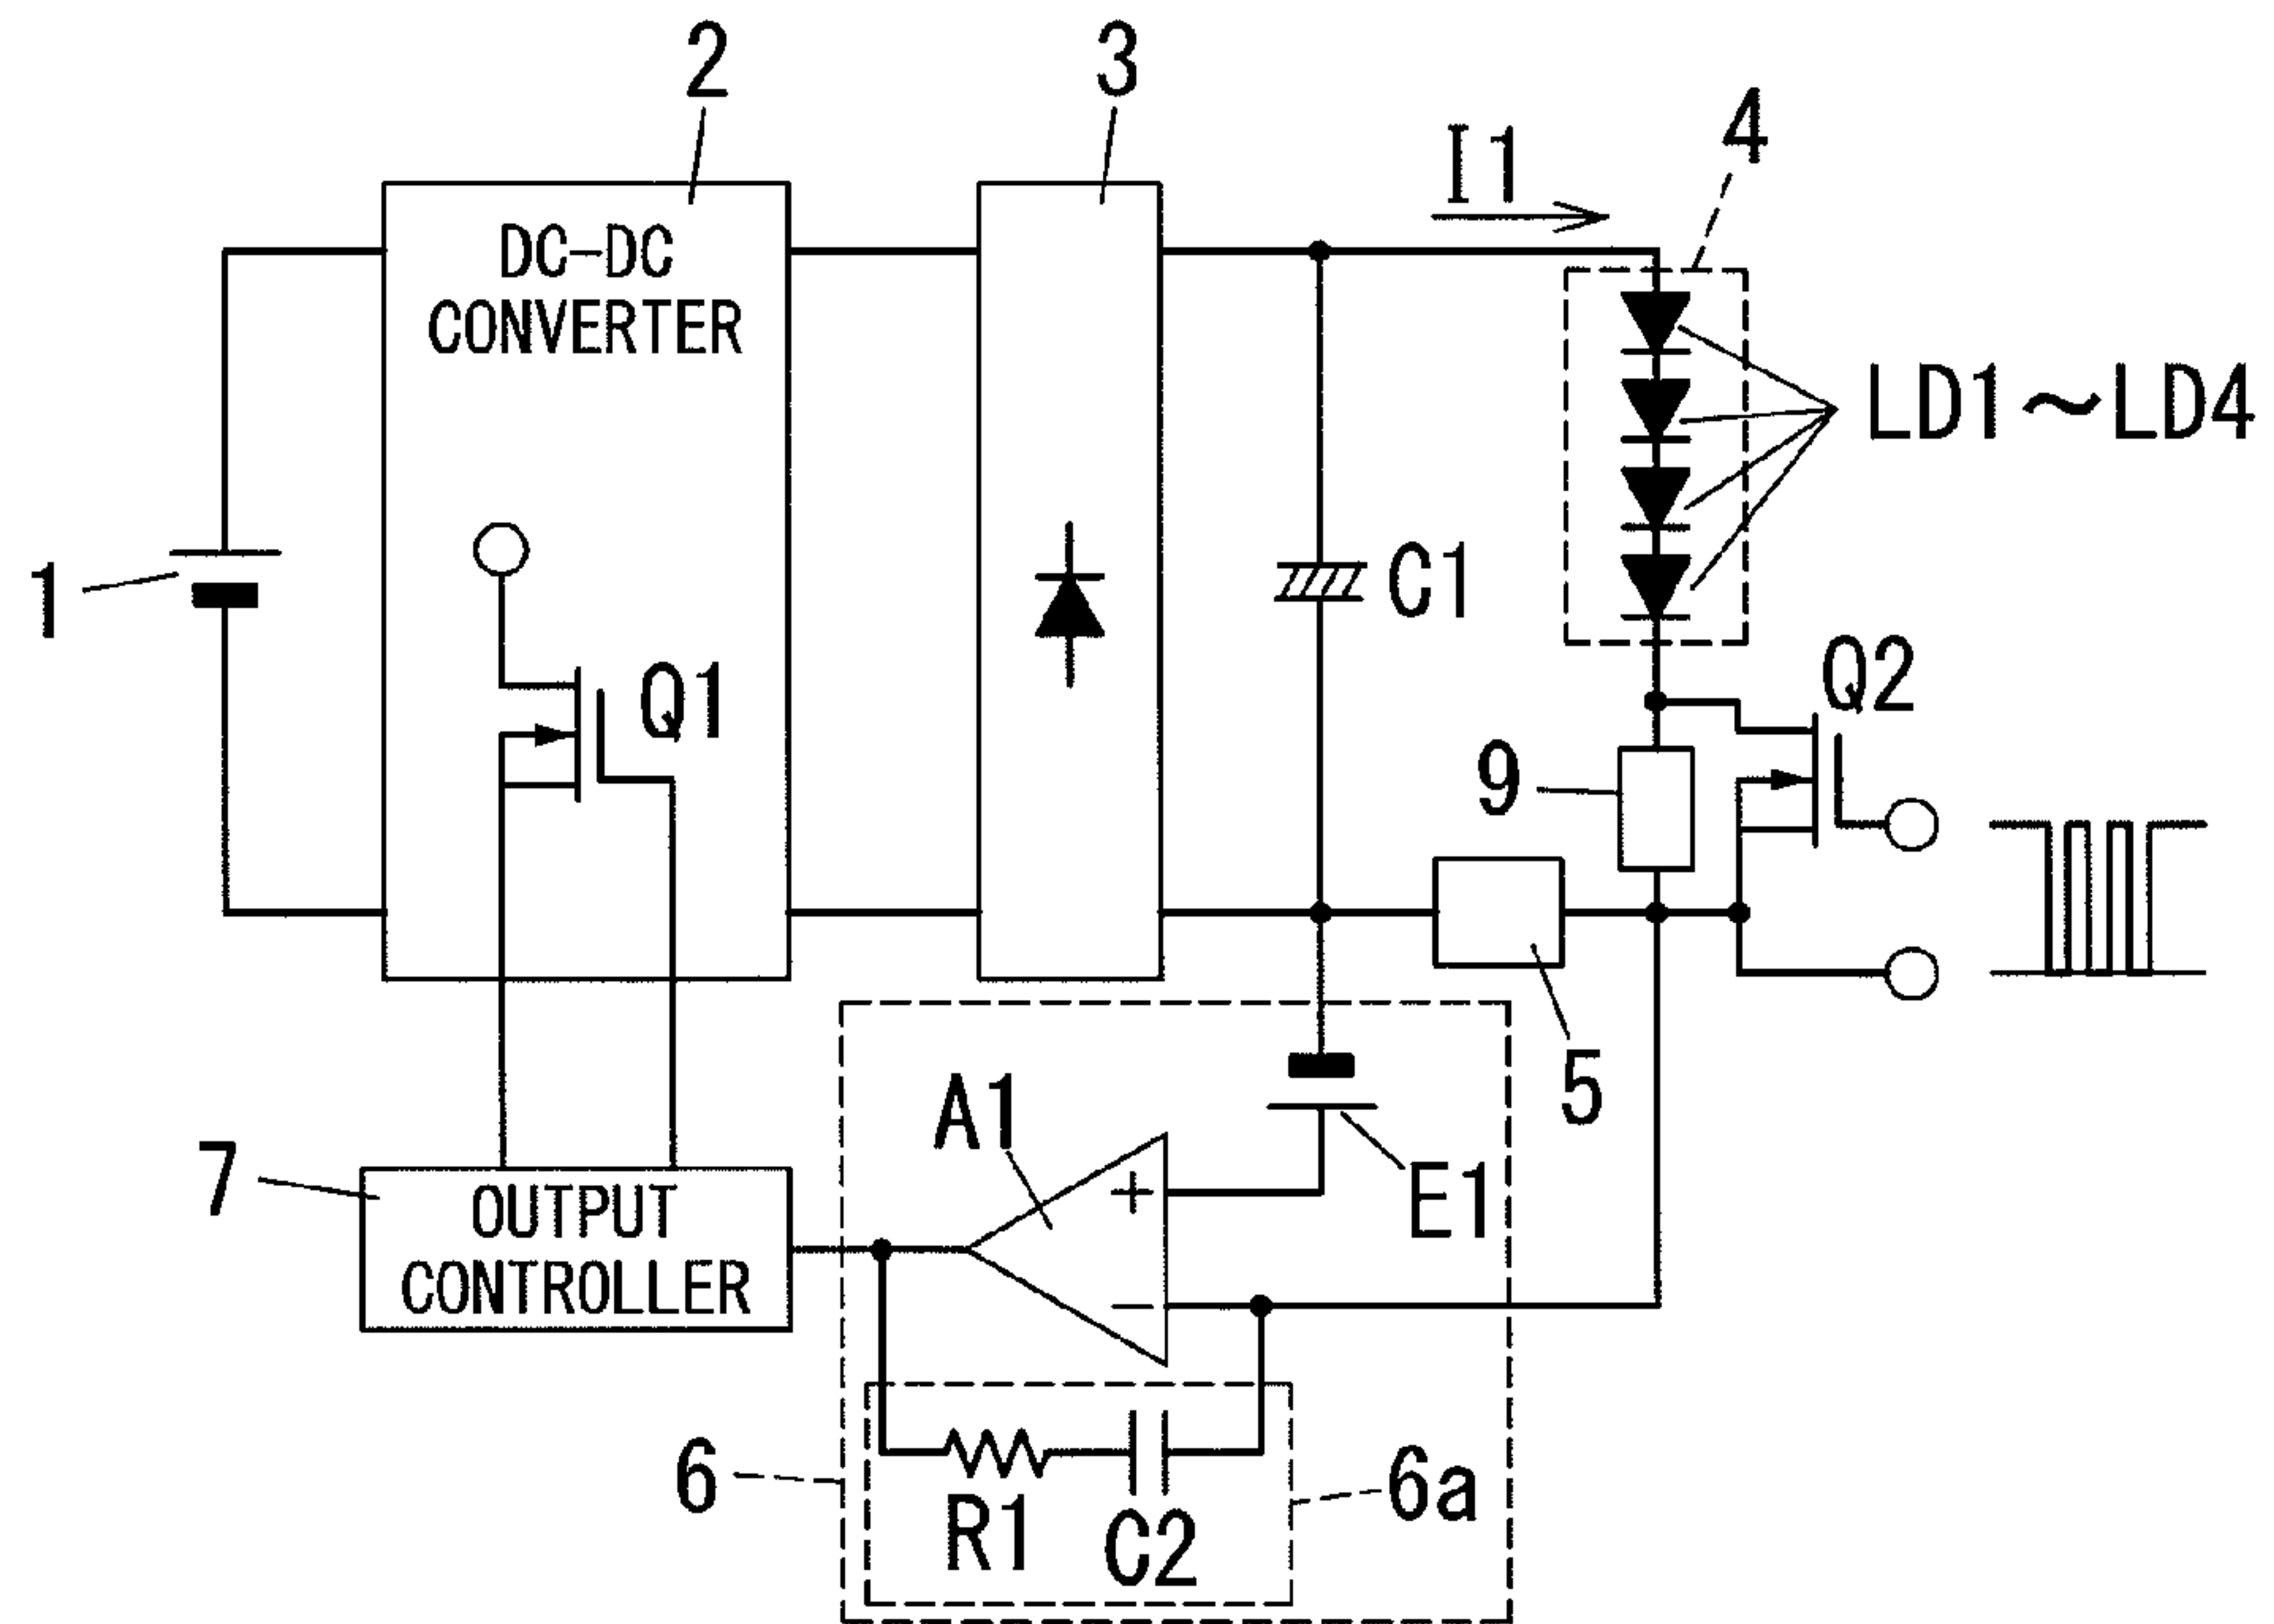 2
3
I1
4
DC-DC
CONVERTER
LD1～LD4
1
C1
Q1
Q2
9
5
A1
+
E1
7
OUTPUT
CONTROLLER
−
6
R1
C2
6a